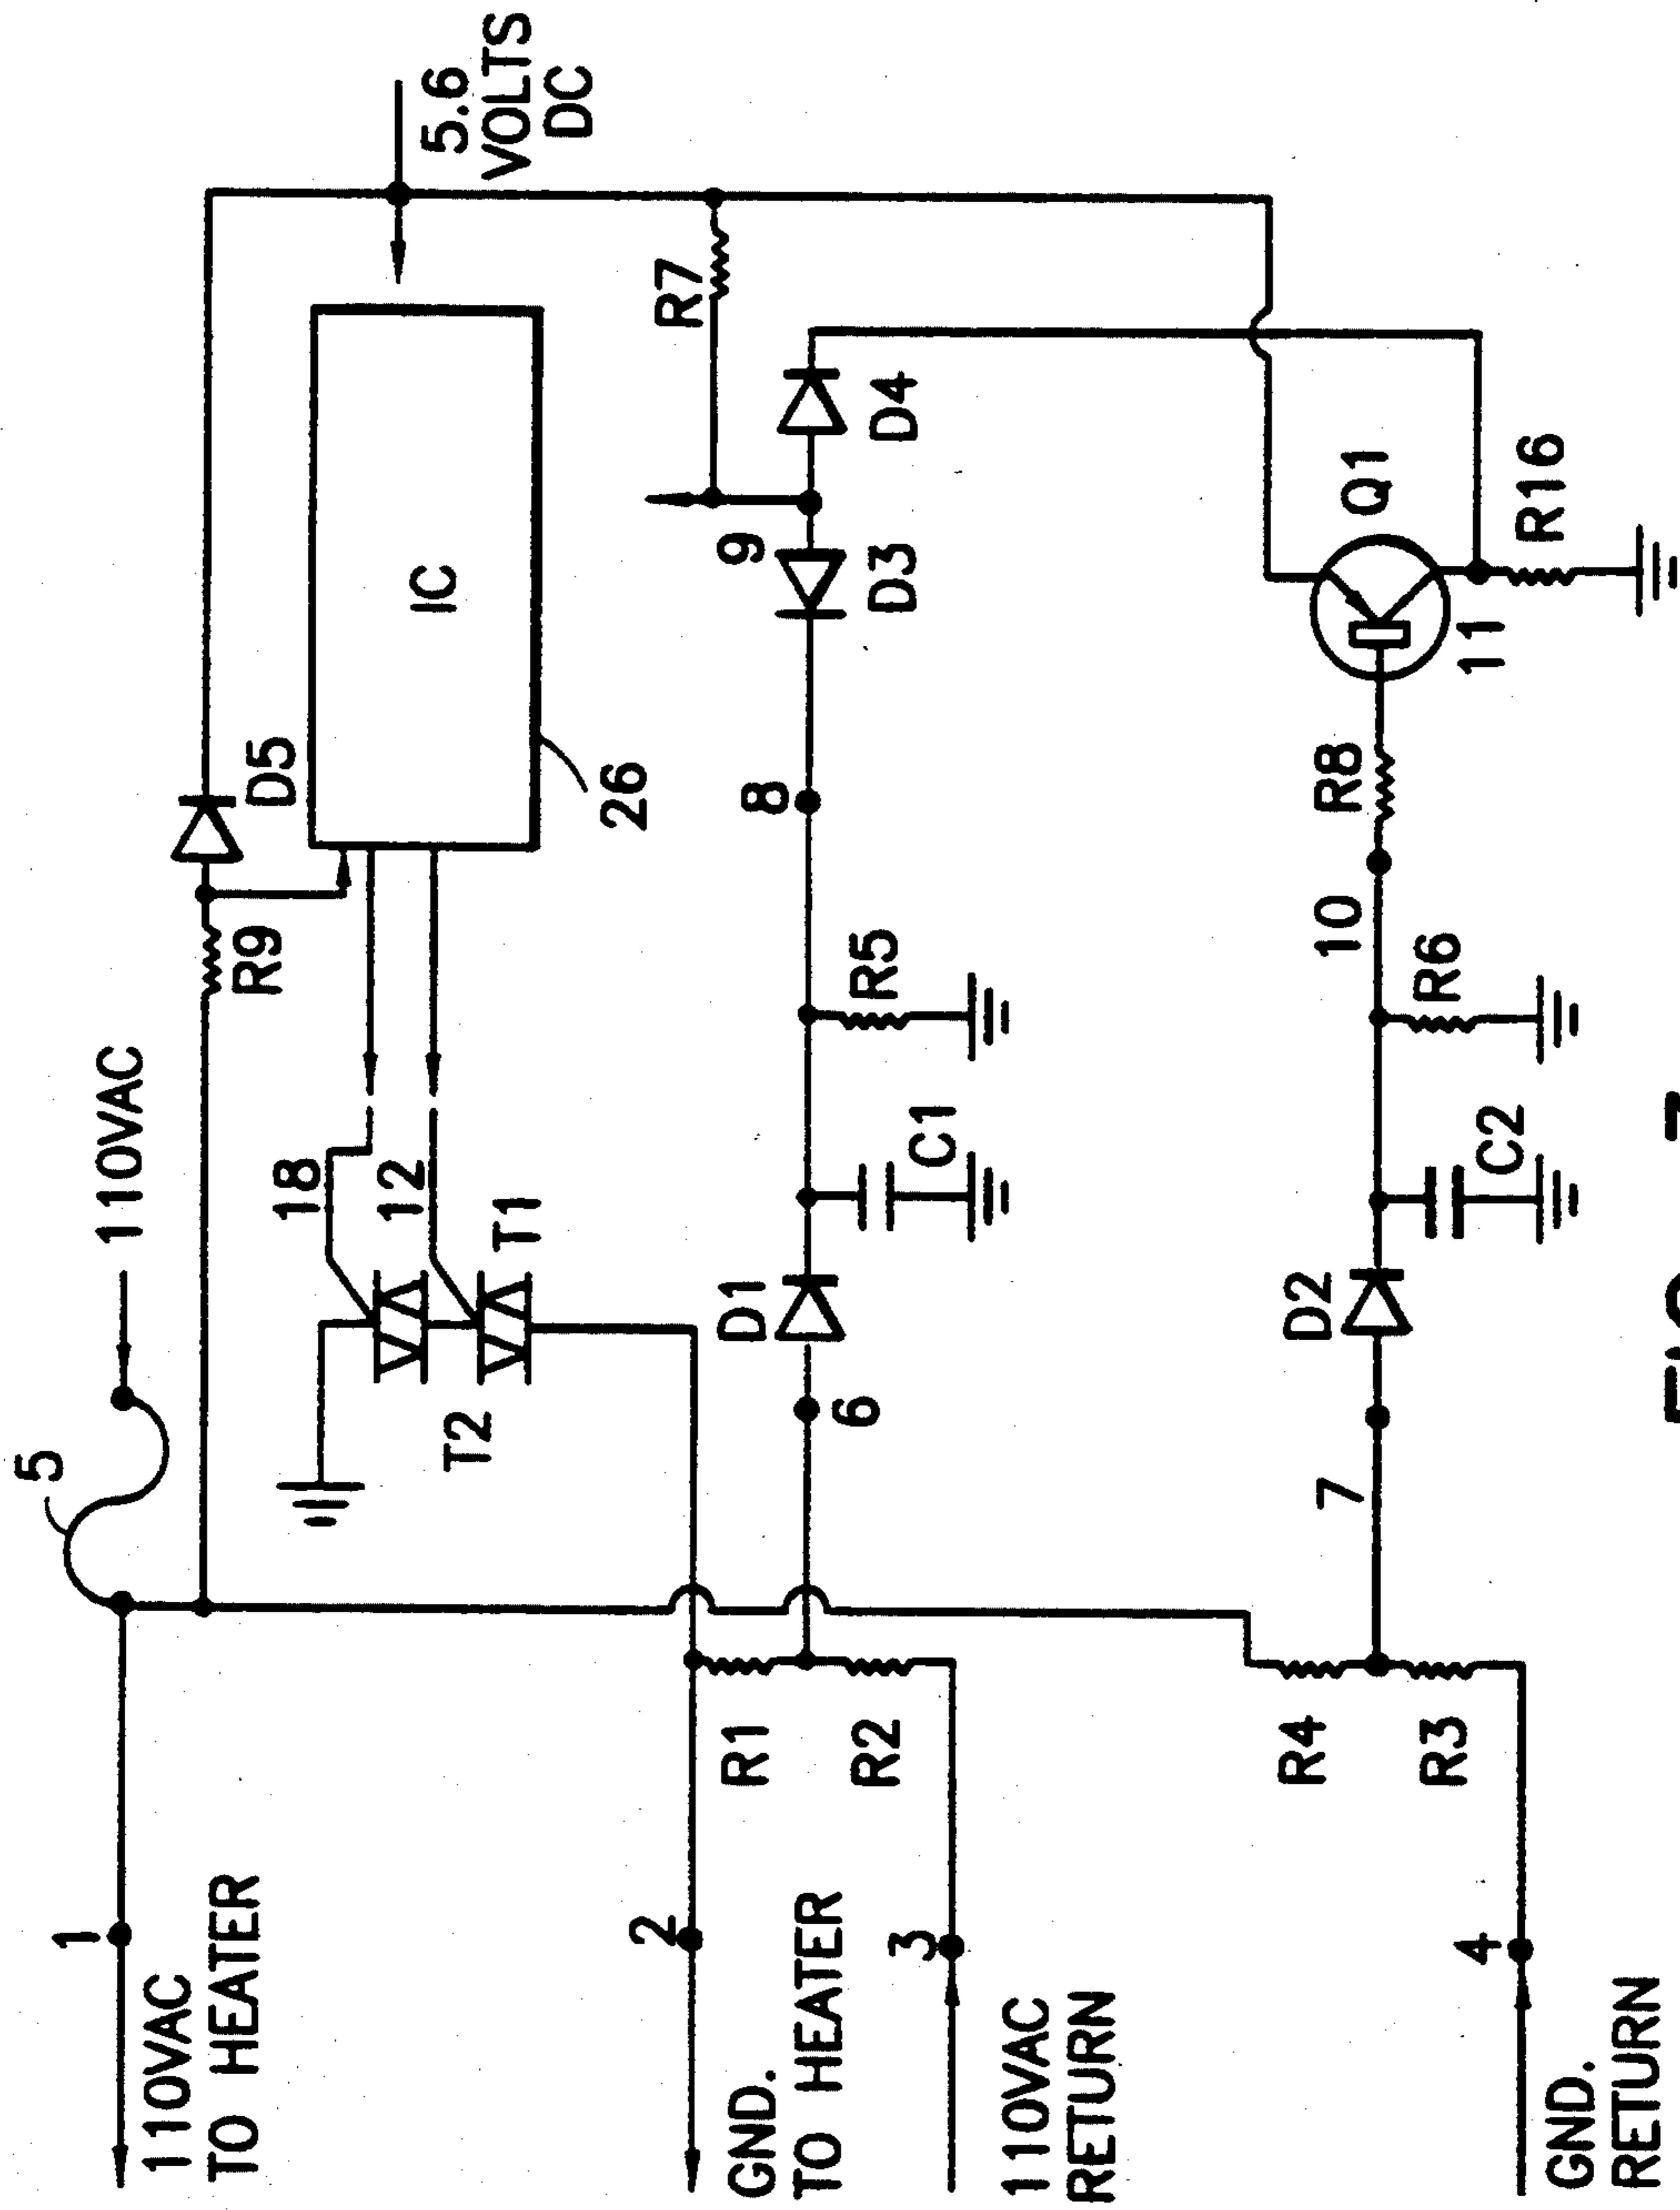 5
110VAC
1
110VAC
TO HEATER
R9
D5
5.6
VOLTS
DC
18
12
T2
T1
IC
26
2
GND.
TO HEATER
R1
R2
3
110VAC
RETURN
6
D1
C1
R5
8
9
D3
D4
R7
R4
R3
4
GND.
RETURN
7
D2
C2
R6
10
R8
Q1
11
R16